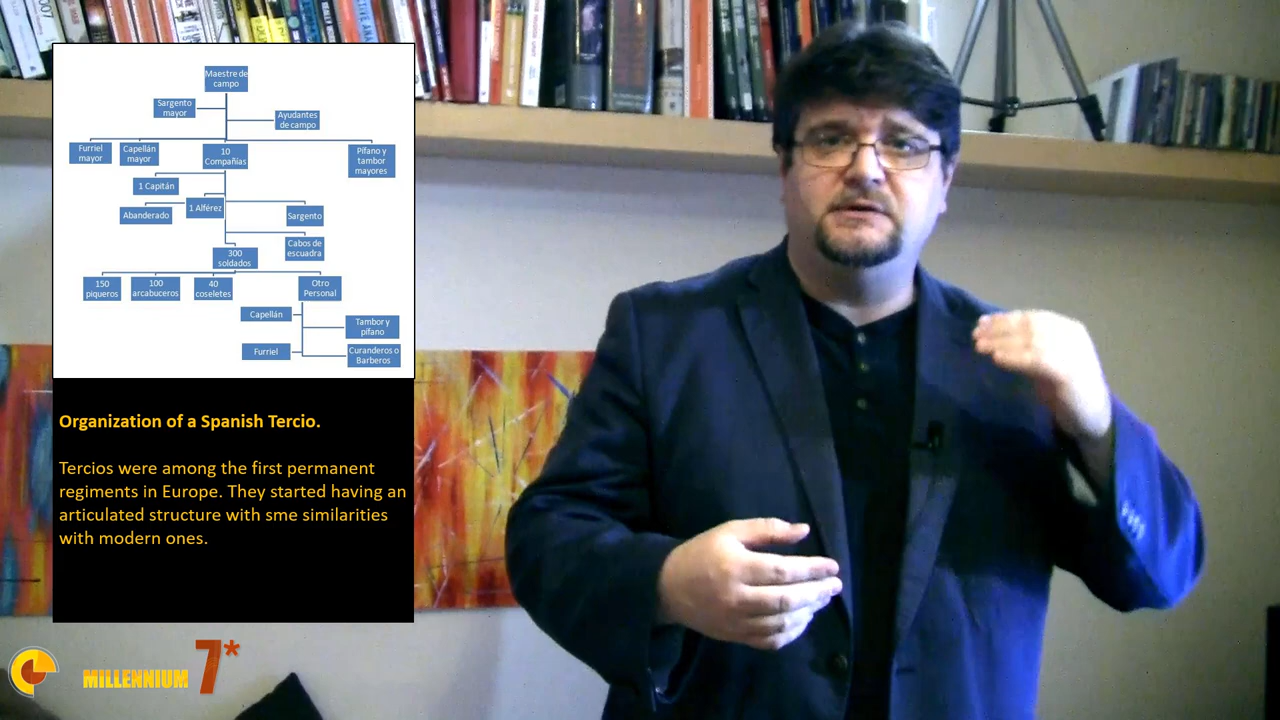 Maestre de
campo
Sargento
mayor
Ayudantes
de campo
Furriel
mayor
Capellán
mayor
10
Compañías
Pífano y
tambor
mayores
1 Capitán
Abanderado
1 Alférez
Sargento
Cabos de
escuadra
300
soldados
150
piqueros
100
arcabuceros
40
coseletes
Otro
Personal
Capellán
Tambor y
pífano
Furriel
Curanderos o
Barberos
Organization of a Spanish Tercio.
Tercios were among the first permanent
regiments in Europe. They started having an
articulated structure with sme similarities
with modern ones.
MILLENNIUM 7*